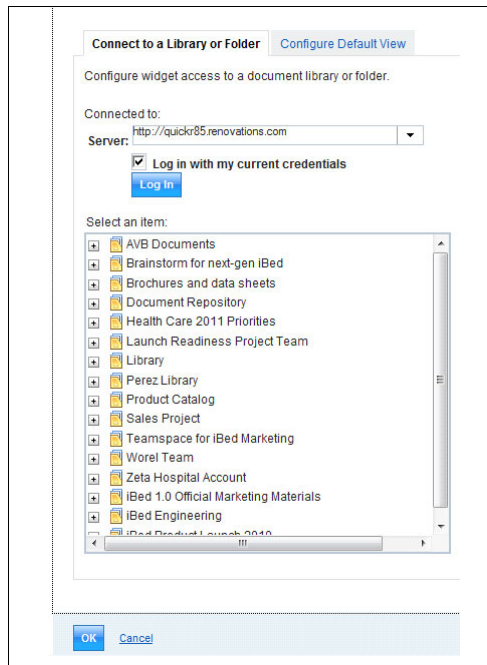 Connect to a Library or Folder Configure Default View
Configure widget access to a document library or folder.
Connected to:
Server: http://quickr85.renovations.com
Log in with my current credentials
Log In
Select an item:
AVB Documents
Brainstorm for next-gen iBed
Brochures and data sheets
Document Repository
Health Care 2011 Priorities
Launch Readiness Project Team
Library
Perez Library
Product Catalog
Sales Project
Teamspace for iBed Marketing
Worel Team
Zeta Hospital Account
iBed 1.0 Official Marketing Materials
iBed Engineering
iBed Product Launch 2010
OK Cancel